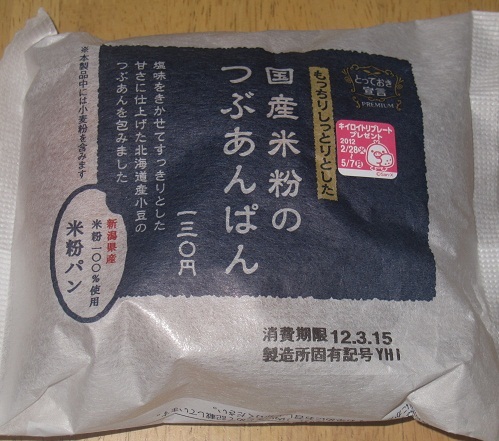 とっておき
宣言
PREMIUM
もっちりしっとりとした
国産米粉の
つぶあんぱん
一三〇円
塩味をきかせてすっきりとした
甘さに仕上げた北海道産小豆の
つぶあんを包みました
※本製品中には小麦粉を含みます
新潟県産
米粉一〇〇%使用
米粉パン
キイロイトリプレート
プレゼント
2012
2/28㊋
5/7㊊
消費期限 12.3.15
製造所固有記号 YHI